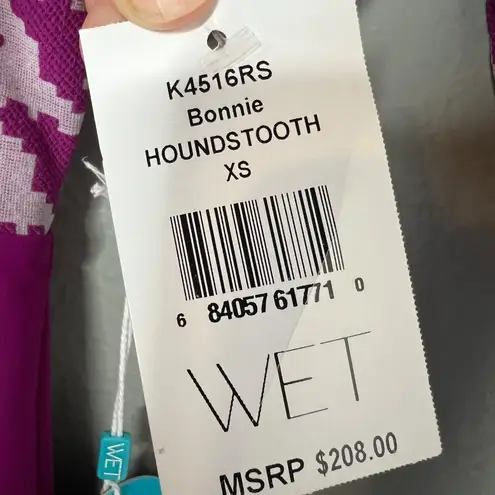 K4516RS
Bonnie
HOUNDSTOOTH
XS
6 84057 61771 0
WET
MSRP $208.00
WET